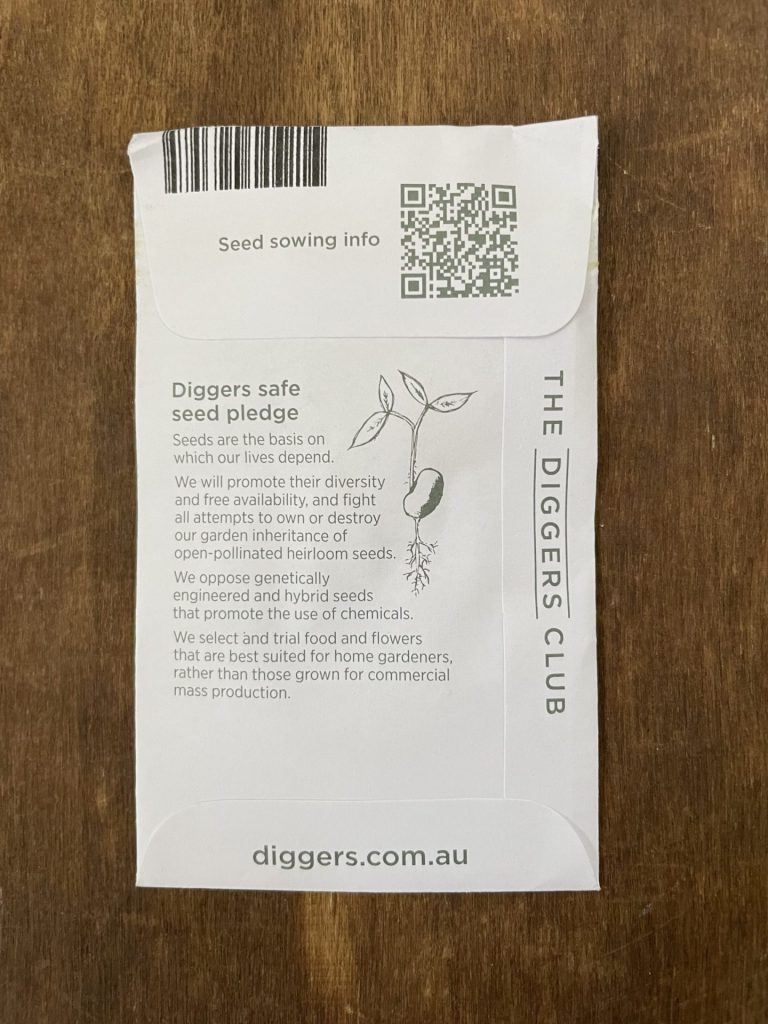 Seed sowing info
Diggers safe
seed pledge
Seeds are the basis on
which our lives depend.
We will promote their diversity
and free availability, and fight
all attempts to own or destroy
our garden inheritance of
open-pollinated heirloom seeds.
We oppose genetically
engineered and hybrid seeds
that promote the use of chemicals.
We select and trial food and flowers
that are best suited for home gardeners,
rather than those grown for commercial
mass production.
THE DIGGERS CLUB
diggers.com.au